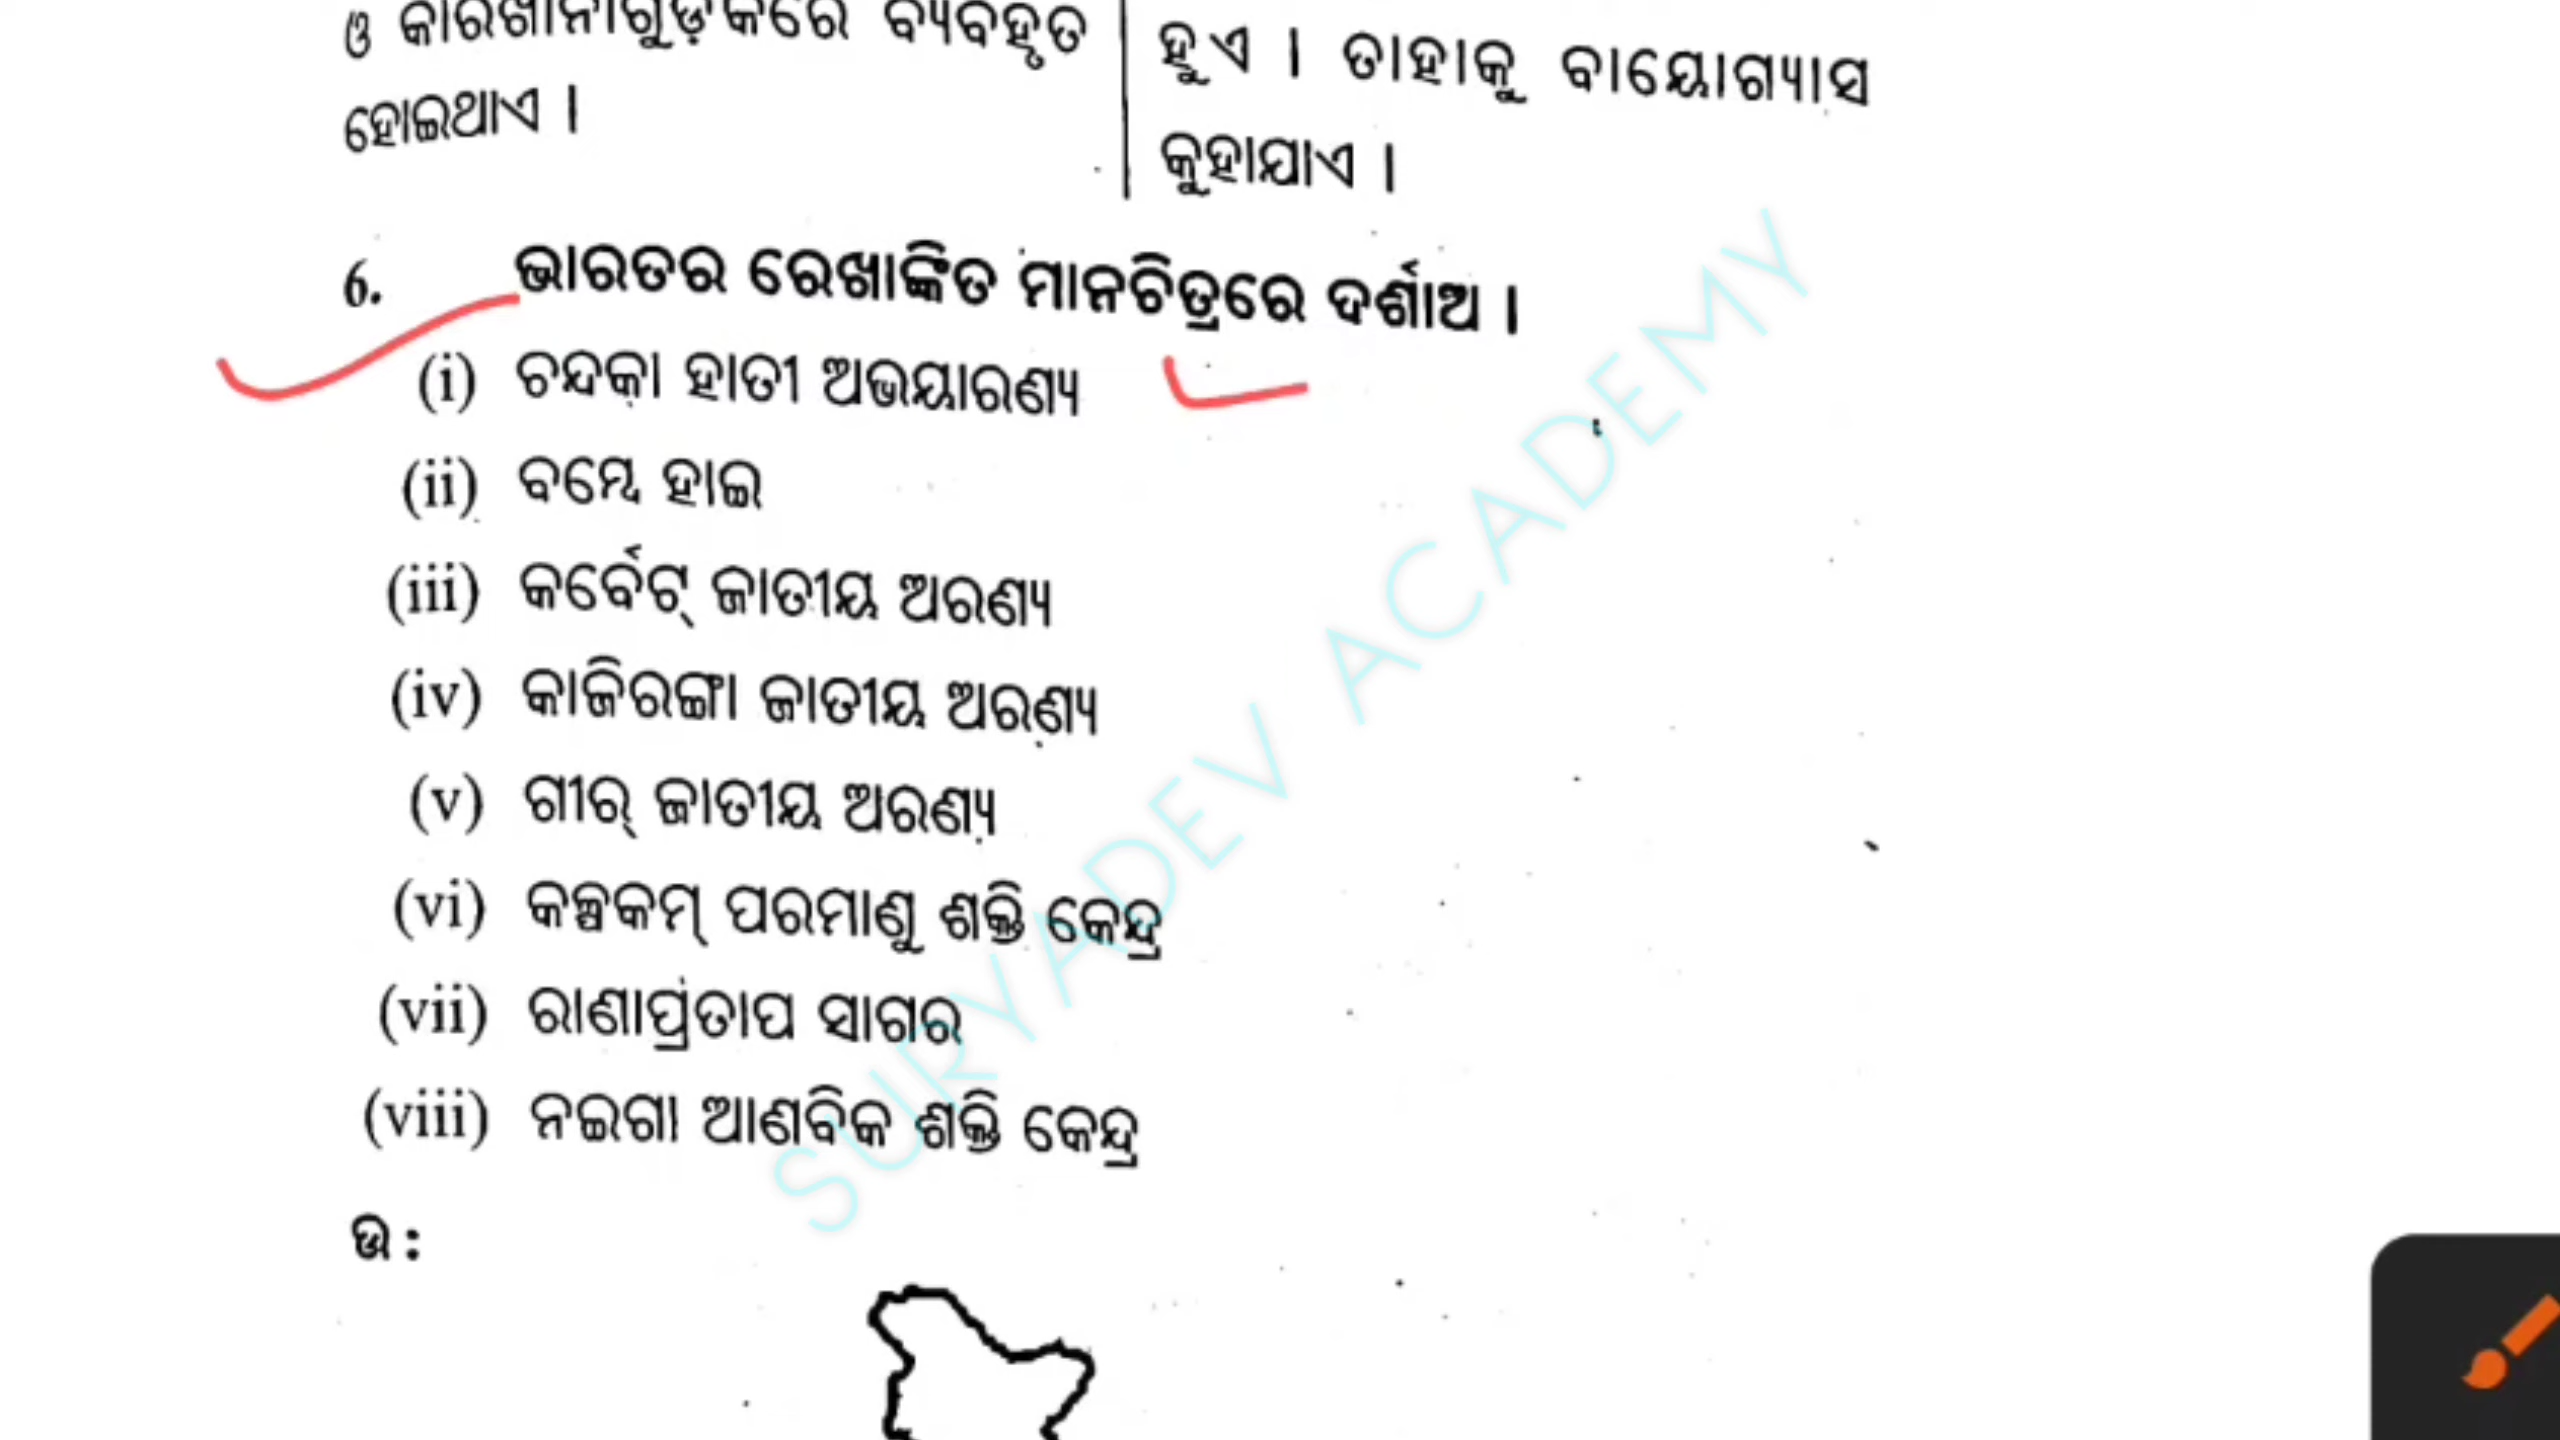 ଓ କାରଖାନାଗୁଡ଼ିକରେ ବ୍ୟବହୃତ
ହୋଇଥାଏ ।
ହୁଏ । ତାହାକୁ ବାୟୋଗ୍ୟାସ
କୁହାଯାଏ ।
6. ଭାରତର ରେଖାଙ୍କିତ ମାନଚିତ୍ରରେ ଦର୍ଶାଅ ।
(i) ଚନ୍ଦକା ହାତୀ ଅଭୟାରଣ୍ୟ
(ii) ବମ୍ବେ ହାଇ
(iii) କର୍ବେଟ୍ ଜାତୀୟ ଅରଣ୍ୟ
(iv) କାଜିରଙ୍ଗା ଜାତୀୟ ଅରଣ୍ୟ
(v) ଗୀର୍ ଜାତୀୟ ଅରଣ୍ୟ
(vi) କଳ୍ପକମ୍ ପରମାଣୁ ଶକ୍ତି କେନ୍ଦ୍ର
(vii) ରାଣାପ୍ରତାପ ସାଗର
(viii) ନଇଗା ଆଣବିକ ଶକ୍ତି କେନ୍ଦ୍ର
ଉ :
SURYADEV ACADEMY